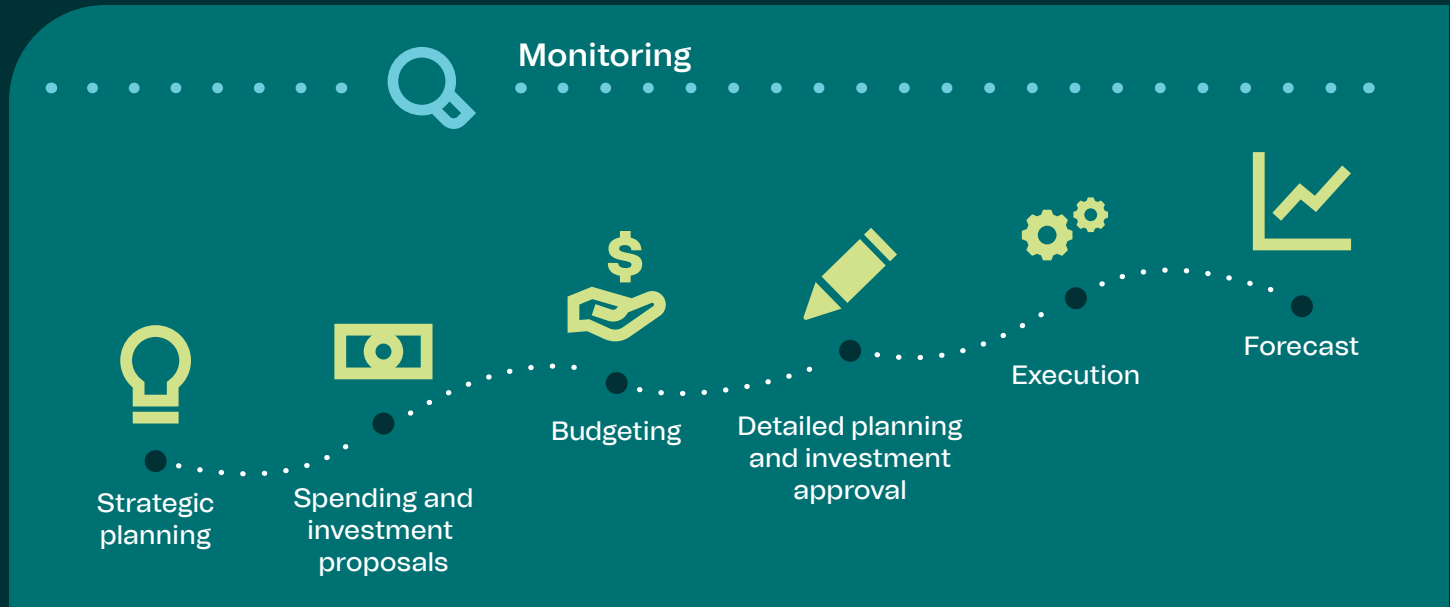 Monitoring
Strategic
planning
Spending and
investment
proposals
$
Budgeting
Detailed planning
and investment
approval
Execution
Forecast